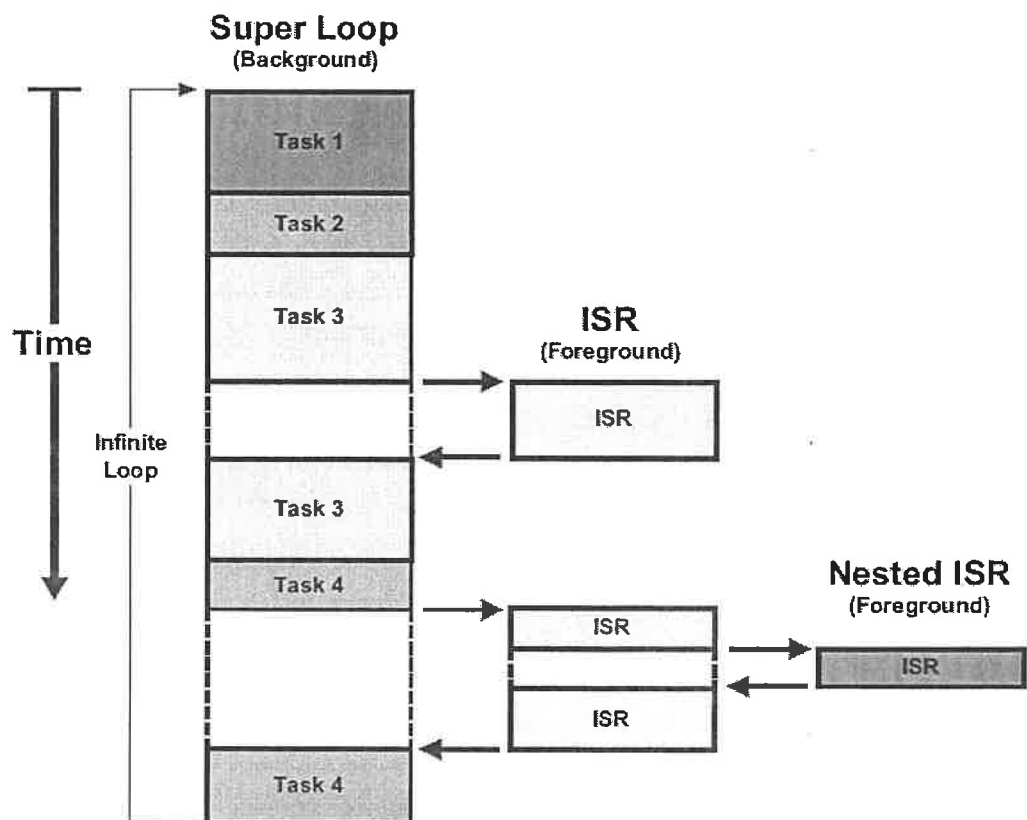 Super Loop
(Background)
Task 1
Task 2
Task 3
ISR
(Foreground)
Time
ISR
Infinite
Loop
Task 3
Task 4
Nested ISR
(Foreground)
ISR
ISR
ISR
Task 4